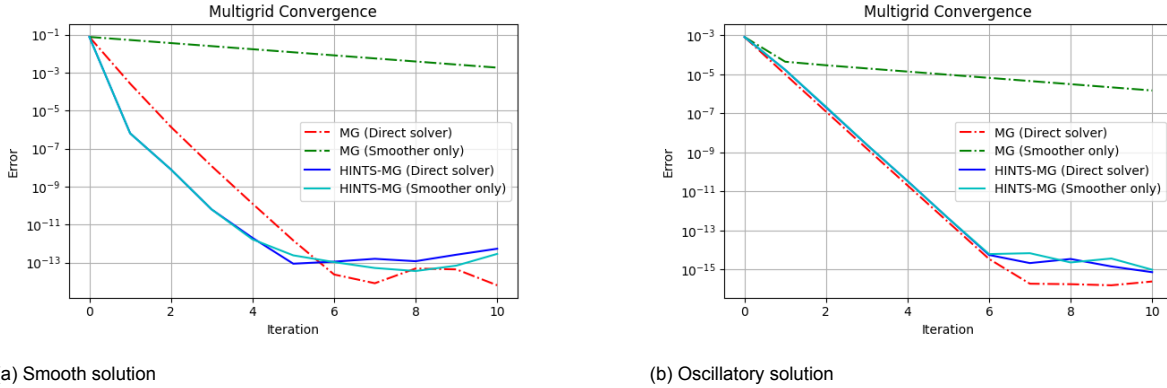 Multigrid Convergence
10⁻¹
10⁻³
10⁻⁵
10⁻⁷
10⁻⁹
10⁻¹¹
10⁻¹³
Error
MG (Direct solver)
MG (Smoother only)
HINTS-MG (Direct solver)
HINTS-MG (Smoother only)
0 2 4 6 8 10
Iteration
a) Smooth solution
Multigrid Convergence
10⁻³
10⁻⁵
10⁻⁷
10⁻⁹
10⁻¹¹
10⁻¹³
10⁻¹⁵
Error
MG (Direct solver)
MG (Smoother only)
HINTS-MG (Direct solver)
HINTS-MG (Smoother only)
0 2 4 6 8 10
Iteration
(b) Oscillatory solution